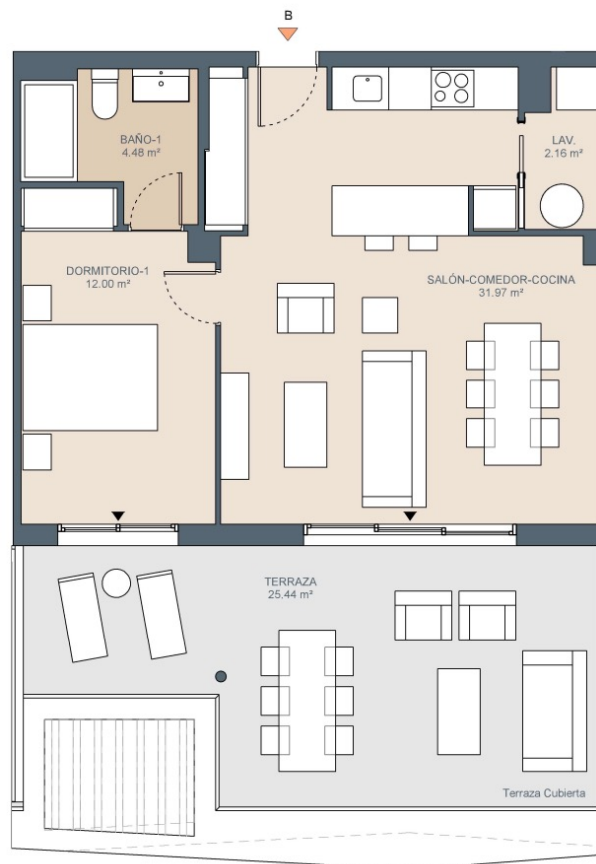 B
BAÑO-1
4.48 m²
LAV.
2.16 m²
DORMITORIO-1
12.00 m²
SALÓN-COMEDOR-COCINA
31.97 m²
TERRAZA
25.44 m²
Terraza Cubierta